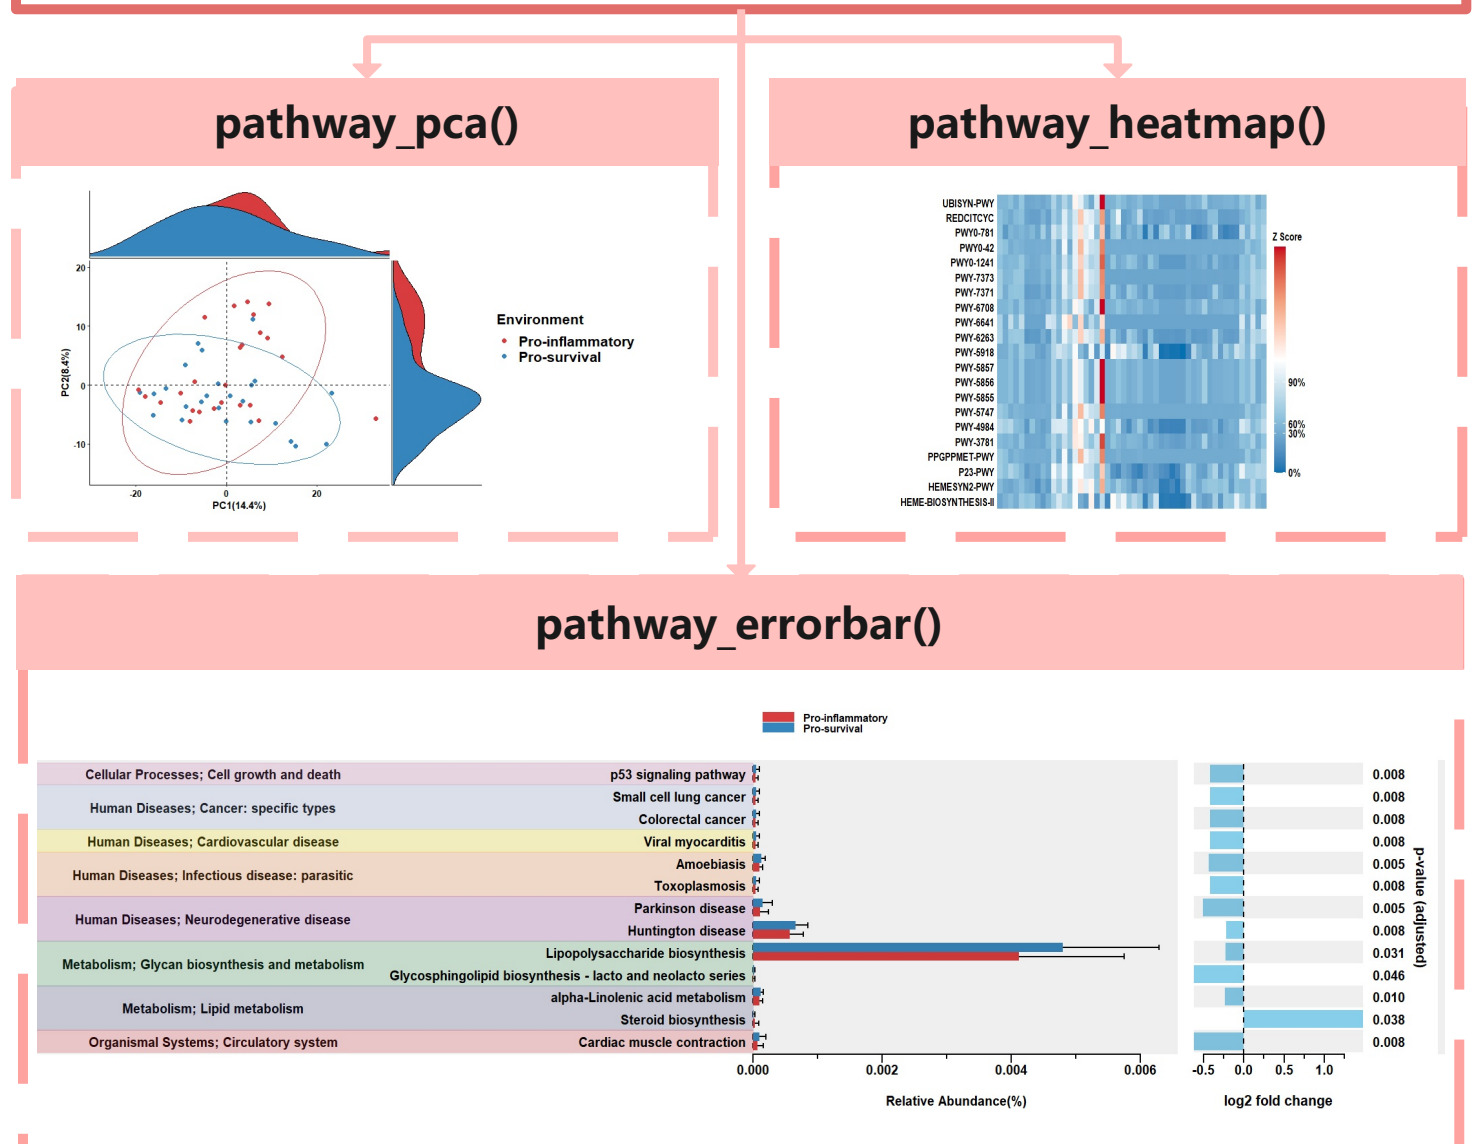 pathway_pca()
pathway_heatmap()
20
10
0
-10
PC2(8.4%)
-20
0
20
PC1(14.4%)
Environment
Pro-inflammatory
Pro-survival
UBISYN-PWY
REDCITCYC
PWY0-781
PWY0-42
PWY0-1241
PWY-7373
PWY-7371
PWY-6708
PWY-6641
PWY-6263
PWY-5918
PWY-5857
PWY-5856
PWY-5855
PWY-5747
PWY-4984
PWY-3781
PPGPPMET-PWY
P23-PWY
HEMESYN2-PWY
HEME-BIOSYNTHESIS-II
Z Score
90%
60%
30%
0%
pathway_errorbar()
Pro-inflammatory
Pro-survival
Cellular Processes; Cell growth and death
Human Diseases; Cancer: specific types
Human Diseases; Cardiovascular disease
Human Diseases; Infectious disease: parasitic
Human Diseases; Neurodegenerative disease
Metabolism; Glycan biosynthesis and metabolism
Metabolism; Lipid metabolism
Organismal Systems; Circulatory system
p53 signaling pathway
Small cell lung cancer
Colorectal cancer
Viral myocarditis
Amoebiasis
Toxoplasmosis
Parkinson disease
Huntington disease
Lipopolysaccharide biosynthesis
Glycosphingolipid biosynthesis - lacto and neolacto series
alpha-Linolenic acid metabolism
Steroid biosynthesis
Cardiac muscle contraction
0.000
0.002
0.004
0.006
Relative Abundance(%)
-0.5
0.0
0.5
1.0
log2 fold change
0.008
0.008
0.008
0.008
0.005
0.008
0.005
0.008
0.031
0.046
0.010
0.038
0.008
p-value (adjusted)